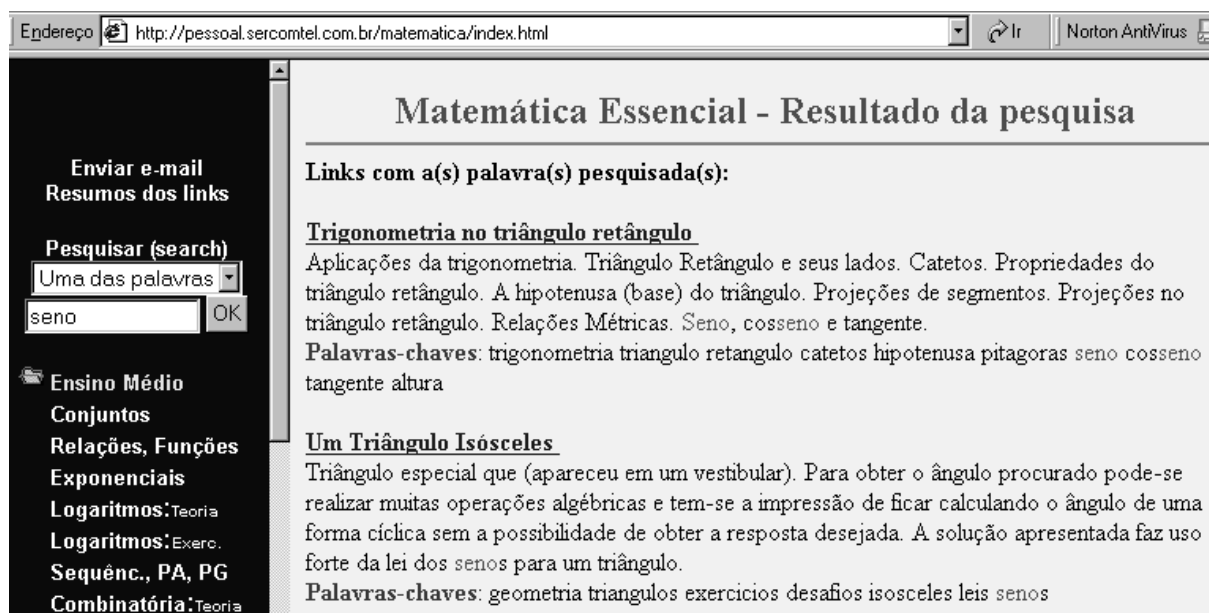 Endereço http://pessoal.sercomtel.com.br/matematica/index.html Ir Norton AntiVirus
Enviar e-mail
Resumos dos links
Pesquisar (search)
Uma das palavras
seno OK
Ensino Médio
Conjuntos
Relações, Funções
Exponenciais
Logaritmos:Teoria
Logaritmos:Exerc.
Sequênc., PA, PG
Combinatória:Teoria
Matemática Essencial - Resultado da pesquisa
Links com a(s) palavra(s) pesquisada(s):
Trigonometria no triângulo retângulo
Aplicações da trigonometria. Triângulo Retângulo e seus lados. Catetos. Propriedades do
triângulo retângulo. A hipotenusa (base) do triângulo. Projeções de segmentos. Projeções no
triângulo retângulo. Relações Métricas. Seno, cosseno e tangente.
Palavras-chaves: trigonometria triangulo retangulo catetos hipotenusa pitagoras seno cosseno
tangente altura
Um Triângulo Isósceles
Triângulo especial que (apareceu em um vestibular). Para obter o ângulo procurado pode-se
realizar muitas operações algébricas e tem-se a impressão de ficar calculando o ângulo de uma
forma cíclica sem a possibilidade de obter a resposta desejada. A solução apresentada faz uso
forte da lei dos senos para um triângulo.
Palavras-chaves: geometria triangulos exercicios desafios isosceles leis senos